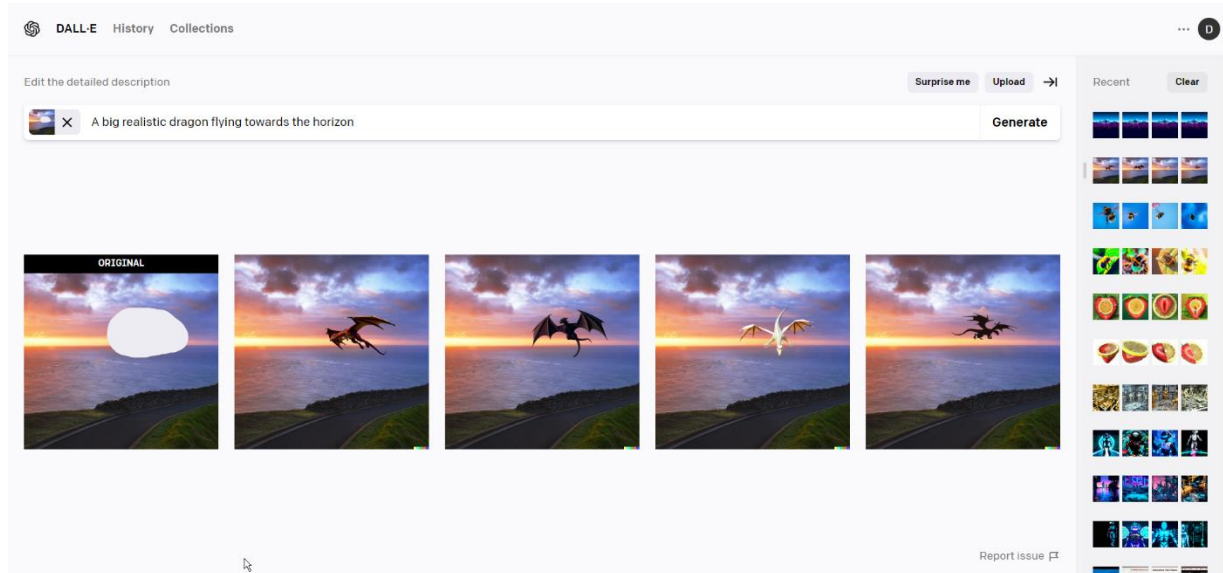 DALL·E History Collections
D
Edit the detailed description
Surprise me Upload
Recent Clear
A big realistic dragon flying towards the horizon
Generate
ORIGINAL
Report issue